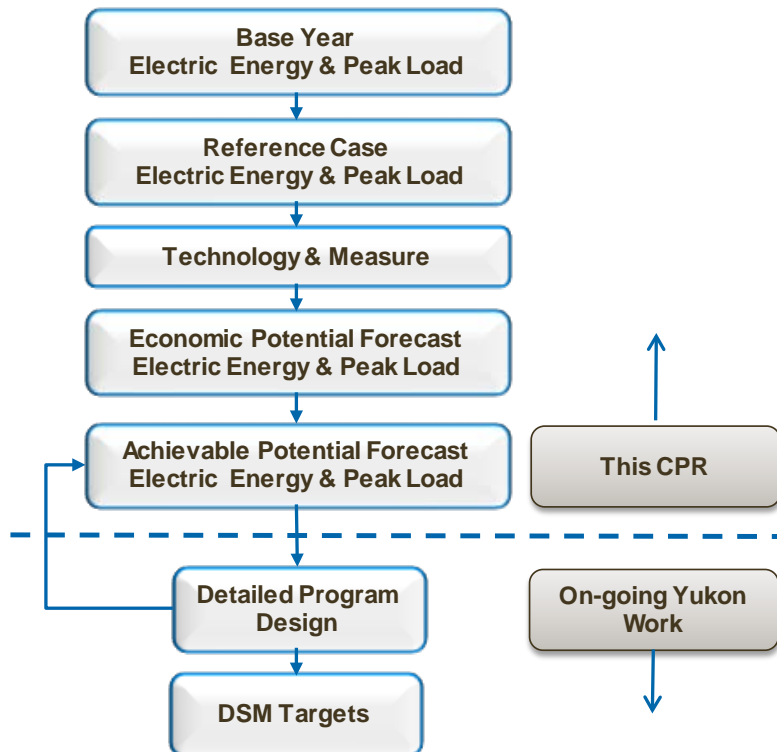 Base Year
Electric Energy & Peak Load
Reference Case
Electric Energy & Peak Load
Technology & Measure
Economic Potential Forecast
Electric Energy & Peak Load
Achievable Potential Forecast
Electric Energy & Peak Load
This CPR
Detailed Program
Design
On-going Yukon
Work
DSM Targets